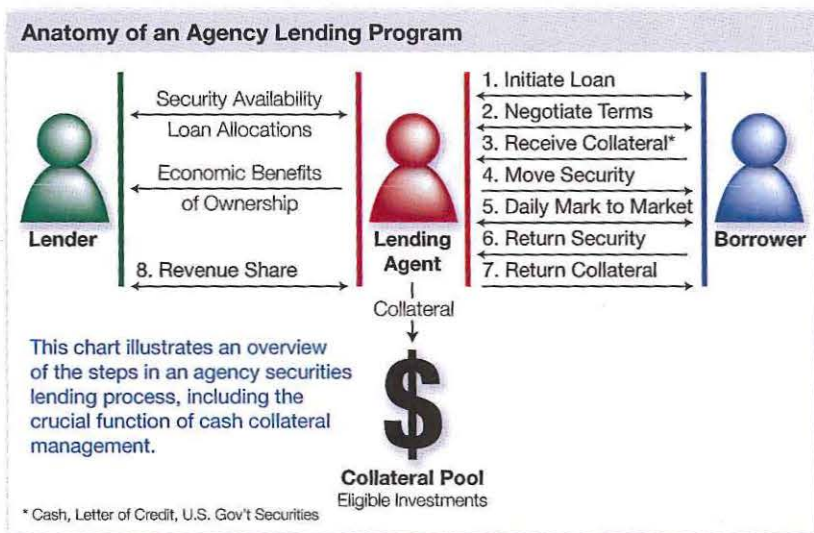 Anatomy of an Agency Lending Program
Security Availability
Loan Allocations
Economic Benefits
of Ownership
8. Revenue Share
Lender
Lending
Agent
1. Initiate Loan
2. Negotiate Terms
3. Receive Collateral*
4. Move Security
5. Daily Mark to Market
6. Return Security
7. Return Collateral
Borrower
Collateral
$
Collateral Pool
Eligible Investments
This chart illustrates an overview
of the steps in an agency securities
lending process, including the
crucial function of cash collateral
management.
* Cash, Letter of Credit, U.S. Gov't Securities